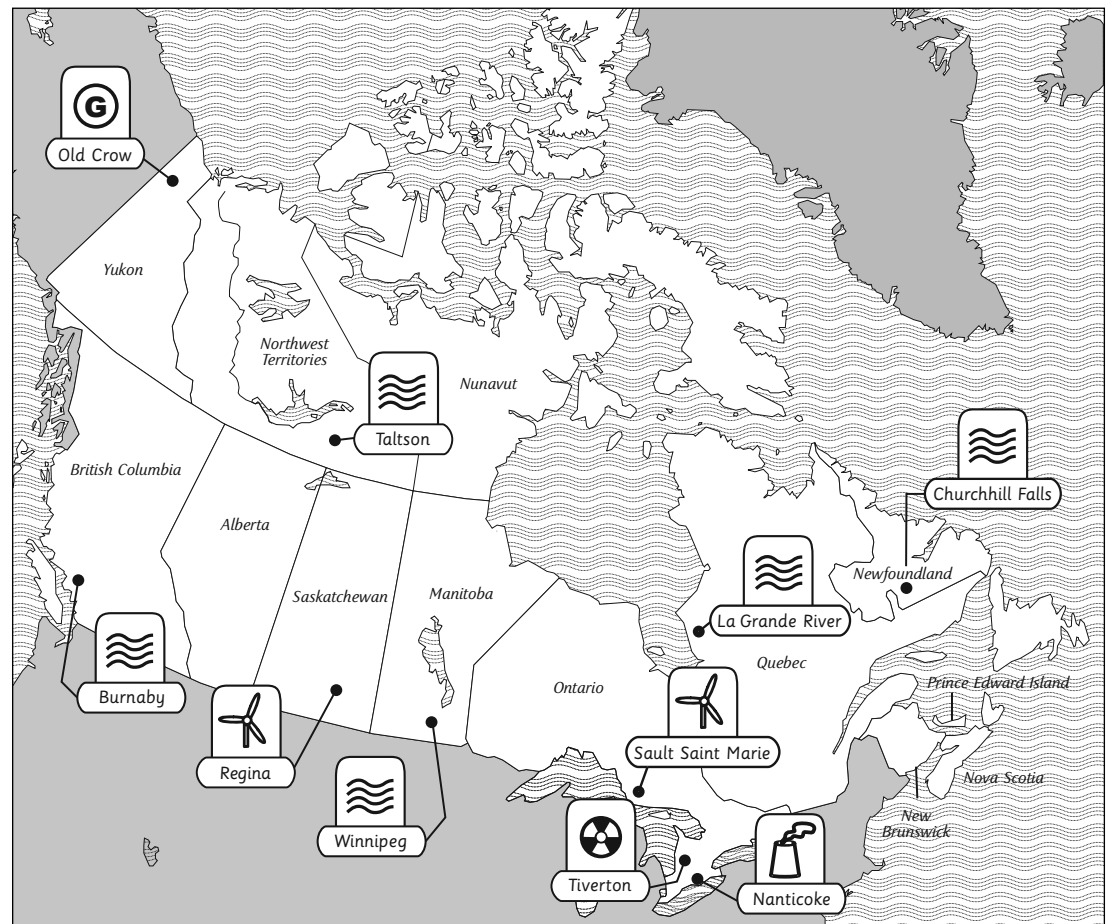 G
Old Crow
Yukon
Northwest
Territories
Nunavut
Taltson
British Columbia
Churchhill Falls
Alberta
Newfoundland
Saskatchewan
Manitoba
La Grande River
Quebec
Ontario
Prince Edward Island
Burnaby
Sault Saint Marie
Regina
Nova Scotia
New
Brunswick
Winnipeg
Tiverton
Nanticoke